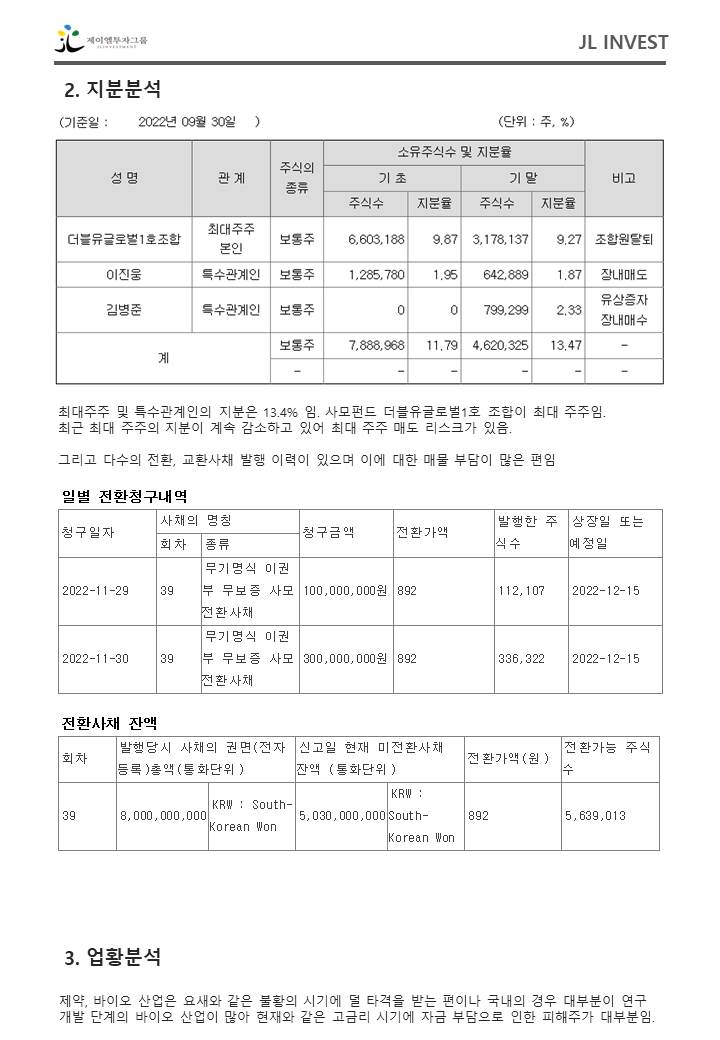 제이엘투자그룹
JLINVESTMENT
JL INVEST
2. 지분분석
(기준일 : 2022년 09월 30일 ) (단위 : 주, %)
성 명 관 계 주식의 종류 소유주식수 및 지분율 비고
기 초 기 말
주식수 지분율 주식수 지분율
더블유글로벌1호조합 최대주주 본인 보통주 6,603,188 9.87 3,178,137 9.27 조합원탈퇴
이진웅 특수관계인 보통주 1,285,780 1.95 642,889 1.87 장내매도
김병준 특수관계인 보통주 0 0 799,299 2.33 유상증자 장내매수
계 보통주 7,888,968 11.79 4,620,325 13.47 -
- - - - - -
최대주주 및 특수관계인의 지분은 13.4% 임. 사모펀드 더블유글로벌1호 조합이 최대 주주임.
최근 최대 주주의 지분이 계속 감소하고 있어 최대 주주 매도 리스크가 있음.
그리고 다수의 전환, 교환사채 발행 이력이 있으며 이에 대한 매물 부담이 많은 편임
일별 전환청구내역
청구일자 사채의 명칭 청구금액 전환가액 발행한 주식수 상장일 또는 예정일
회차 종류
2022-11-29 39 무기명식 이권부 무보증 사모 전환사채 100,000,000원 892 112,107 2022-12-15
2022-11-30 39 무기명식 이권부 무보증 사모 전환사채 300,000,000원 892 336,322 2022-12-15
전환사채 잔액
회차 발행당시 사채의 권면(전자등록)총액(통화단위) 신고일 현재 미전환사채 잔액 (통화단위) 전환가액(원) 전환가능 주식수
39 8,000,000,000 KRW : South-Korean Won 5,030,000,000 KRW : South-Korean Won 892 5,639,013
3. 업황분석
제약, 바이오 산업은 요새와 같은 불황의 시기에 덜 타격을 받는 편이나 국내의 경우 대부분이 연구
개발 단계의 바이오 산업이 많아 현재와 같은 고금리 시기에 자금 부담으로 인한 피해주가 대부분임.